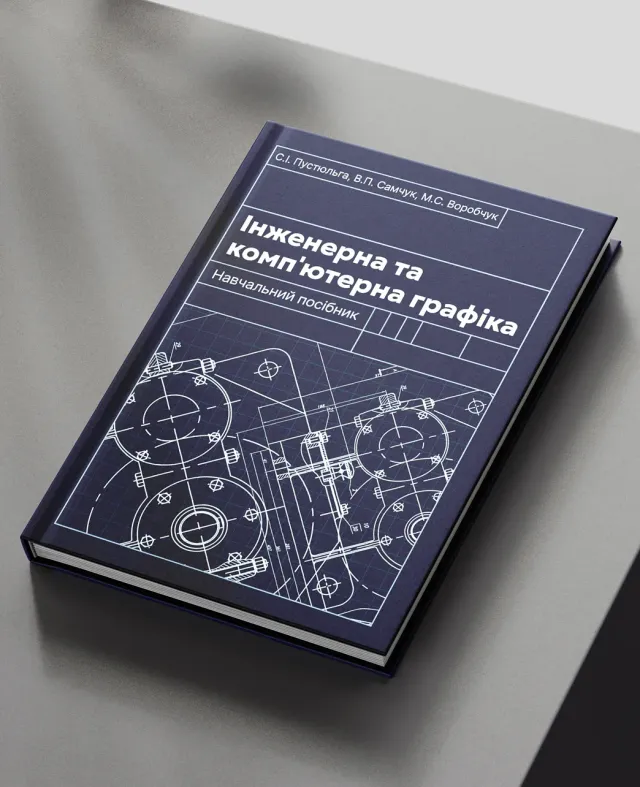 С.І. Пустюльга, В.П. Самчук, М.С. Воробчук
Інженерна та
комп'ютерна графіка
Навчальний посібник